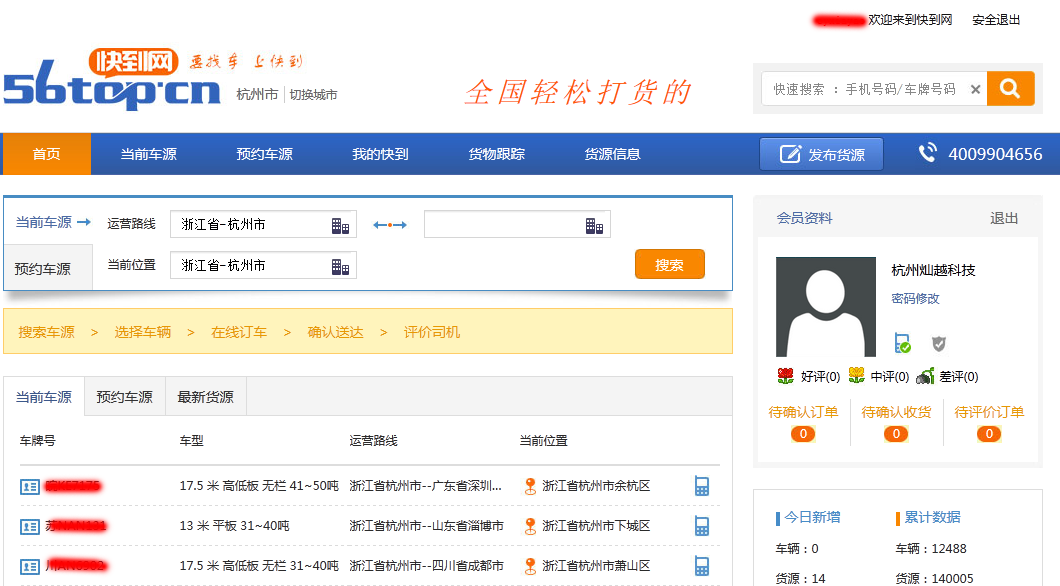 欢迎来到快到网 安全退出
快到网 要找车 上快到
56top.cn 杭州市 切换城市
全国轻松打货的
快速搜索 : 手机号码/车牌号码
首页 当前车源 预约车源 我的快到 货物跟踪 货源信息 发布货源 4009904656
当前车源 运营路线 浙江省-杭州市
预约车源 当前位置 浙江省-杭州市 搜索
搜索车源 > 选择车辆 > 在线订车 > 确认送达 > 评价司机
当前车源 预约车源 最新货源
车牌号 车型 运营路线 当前位置
17.5 米 高低板 无栏 41~50吨 浙江省杭州市--广东省深圳... 浙江省杭州市余杭区
苏 13 米 平板 31~40吨 浙江省杭州市--山东省淄博市 浙江省杭州市下城区
17.5 米 高低板 无栏 31~40吨 浙江省杭州市--四川省成都市 浙江省杭州市萧山区
会员资料 退出
杭州灿越科技
密码修改
好评(0) 中评(0) 差评(0)
待确认订单 待确认收货 待评价订单
0 0 0
今日新增 累计数据
车辆：0 车辆：12488
货源：14 货源：140005